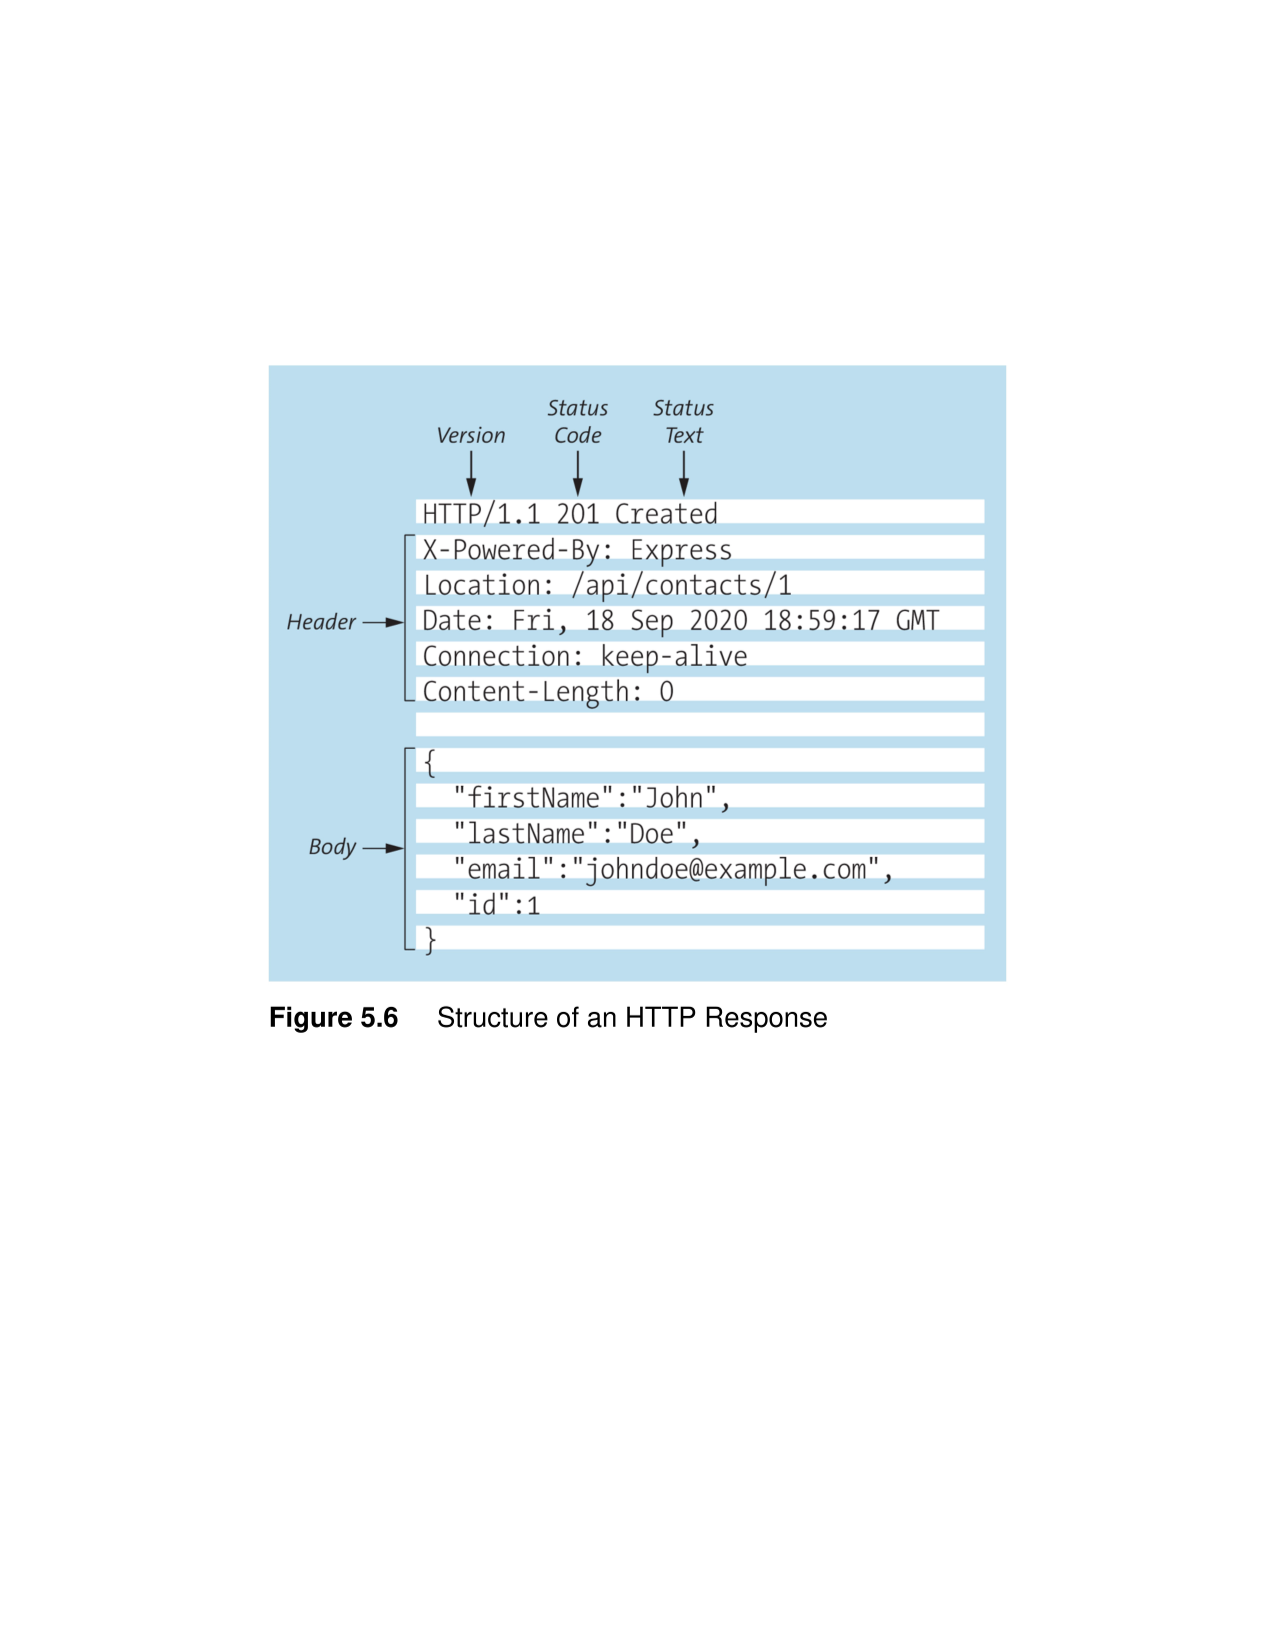 Status Status
Version Code Text
HTTP/1.1 201 Created
X-Powered-By: Express
Location: /api/contacts/1
Header Date: Fri, 18 Sep 2020 18:59:17 GMT
Connection: keep-alive
Content-Length: 0
{
"firstName":"John",
"lastName":"Doe",
Body
"email":"johndoe@example.com",
"id":1
}
Figure 5.6 Structure of an HTTP Response